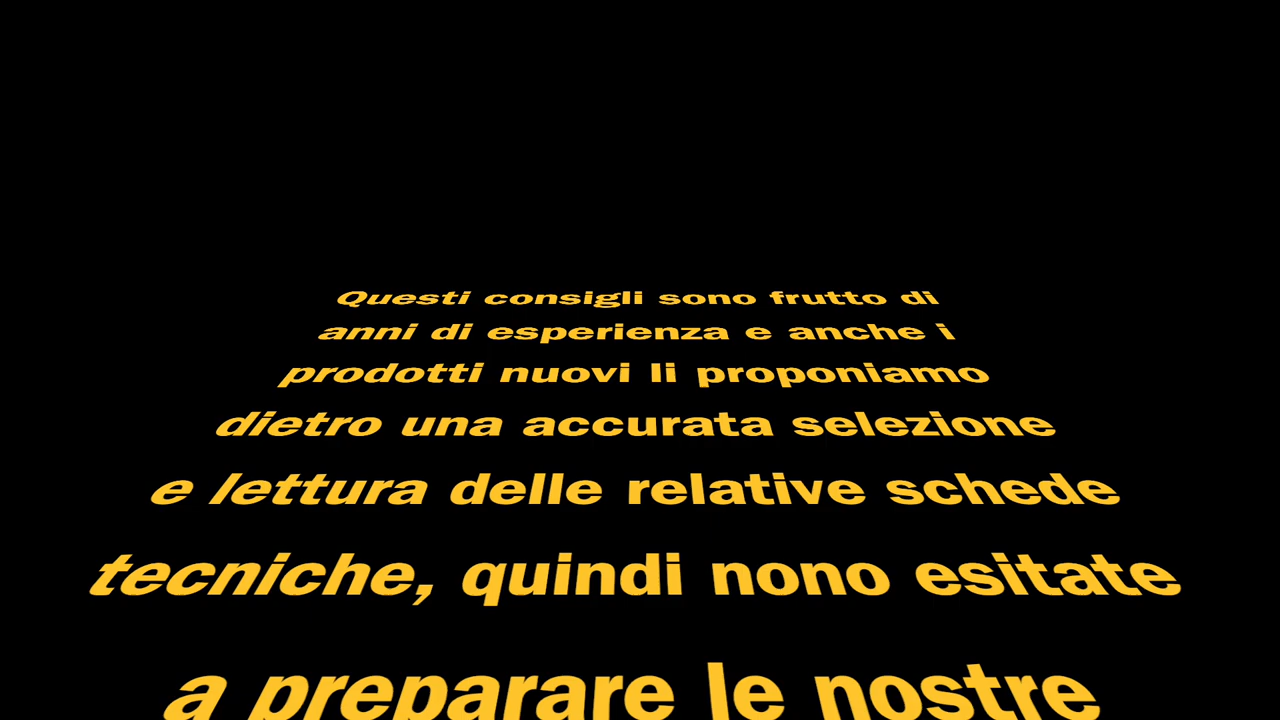 Questi consigli sono frutto di
anni di esperienza e anche i
prodotti nuovi li proponiamo
dietro una accurata selezione
e lettura delle relative schede
tecniche, quindi nono esitate
a preparare le nostre